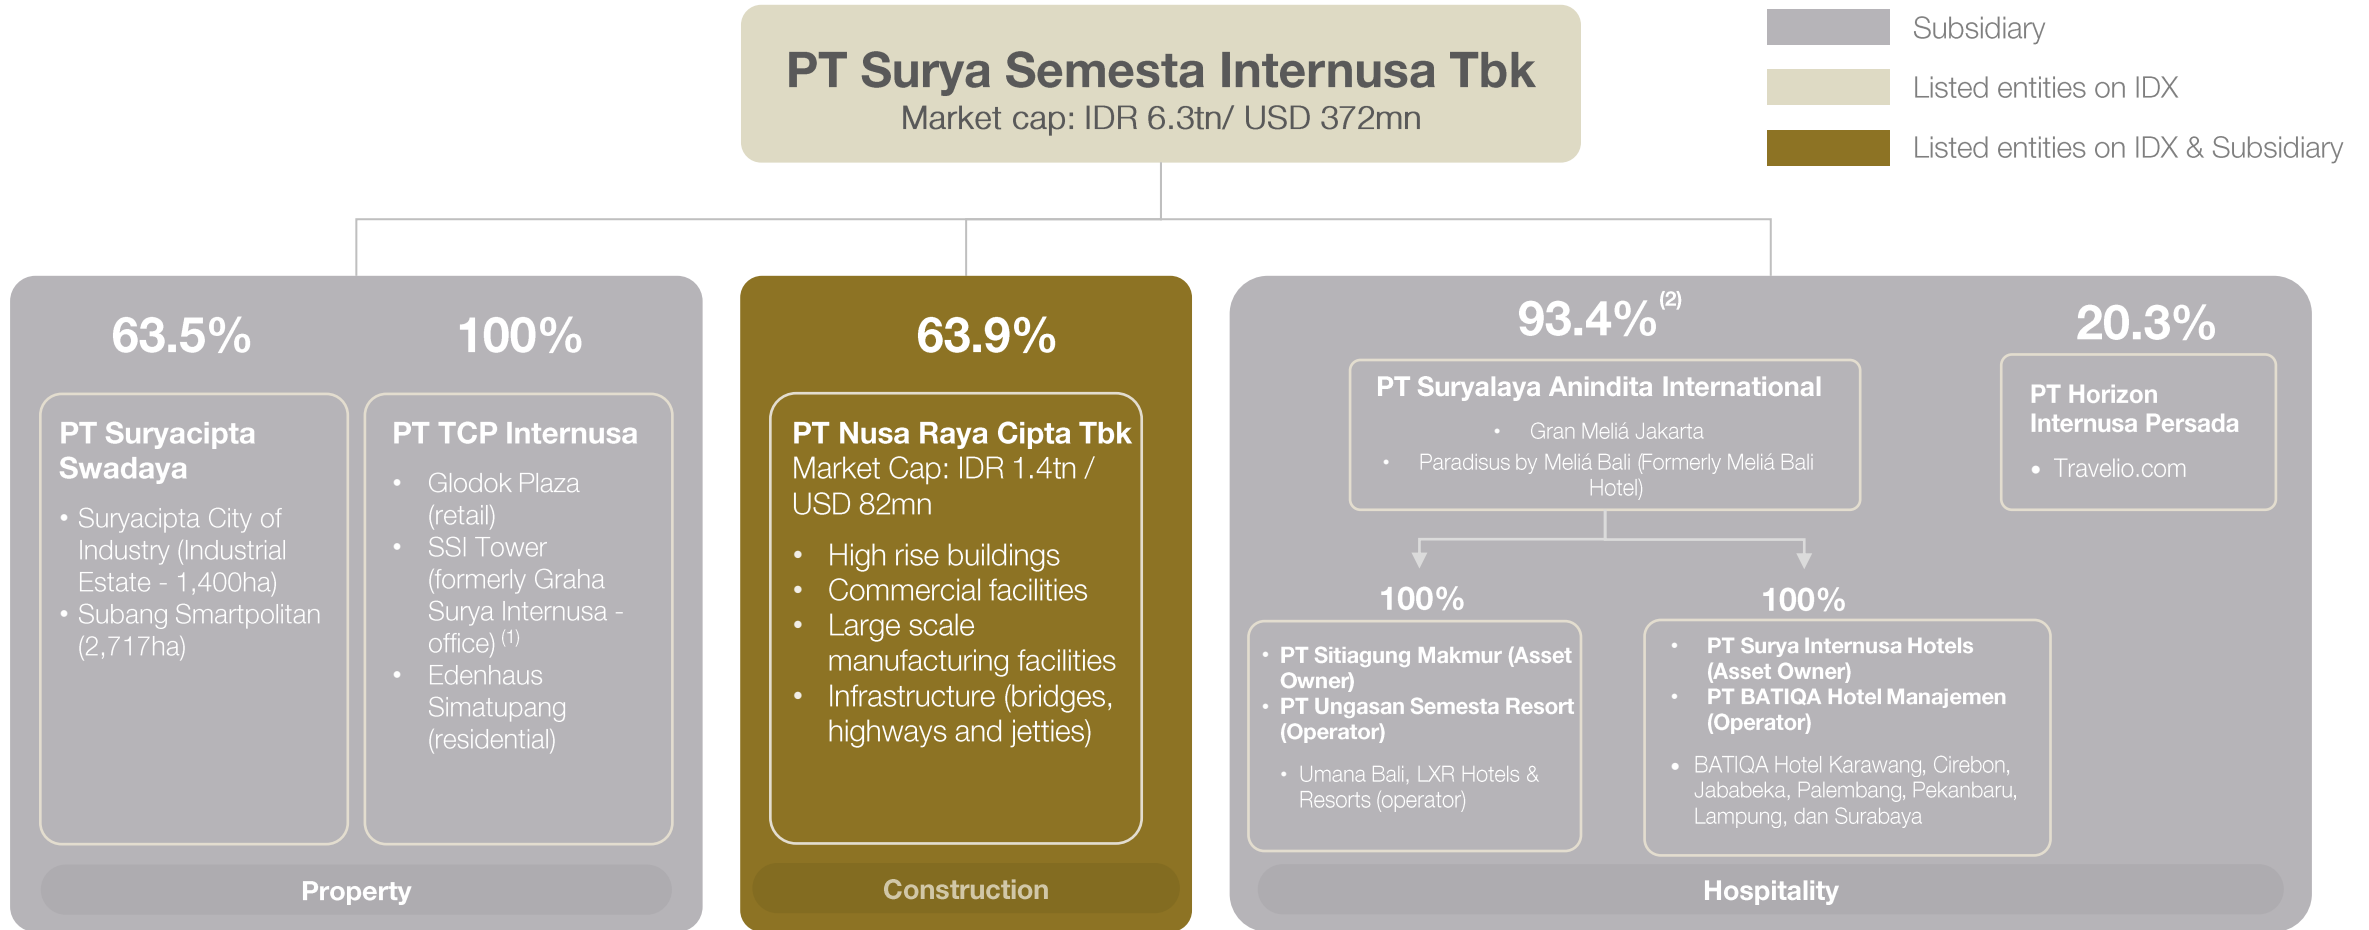 PT Surya Semesta Internusa Tbk
Market cap: IDR 6.3tn/ USD 372mn
Subsidiary
Listed entities on IDX
Listed entities on IDX & Subsidiary
63.5%
PT Suryacipta
Swadaya
• Suryacipta City of
Industry (Industrial
Estate - 1,400ha)
• Subang Smartpolitan
(2,717ha)
100%
PT TCP Internusa
• Glodok Plaza
(retail)
• SSI Tower
(formerly Graha
Surya Internusa -
office) (1)
• Edenhaus
Simatupang
(residential)
Property
63.9%
PT Nusa Raya Cipta Tbk
Market Cap: IDR 1.4tn /
USD 82mn
• High rise buildings
• Commercial facilities
• Large scale
manufacturing facilities
• Infrastructure (bridges,
highways and jetties)
Construction
93.4% (2)
PT Suryalaya Anindita International
• Gran Meliá Jakarta
• Paradisus by Meliá Bali (Formerly Meliá Bali
Hotel)
100%
• PT Sitiagung Makmur (Asset
Owner)
• PT Ungasan Semesta Resort
(Operator)
• Umana Bali, LXR Hotels &
Resorts (operator)
100%
• PT Surya Internusa Hotels
(Asset Owner)
• PT BATIQA Hotel Manajemen
(Operator)
• BATIQA Hotel Karawang, Cirebon,
Jababeka, Palembang, Pekanbaru,
Lampung, dan Surabaya
20.3%
PT Horizon
Internusa Persada
• Travelio.com
Hospitality